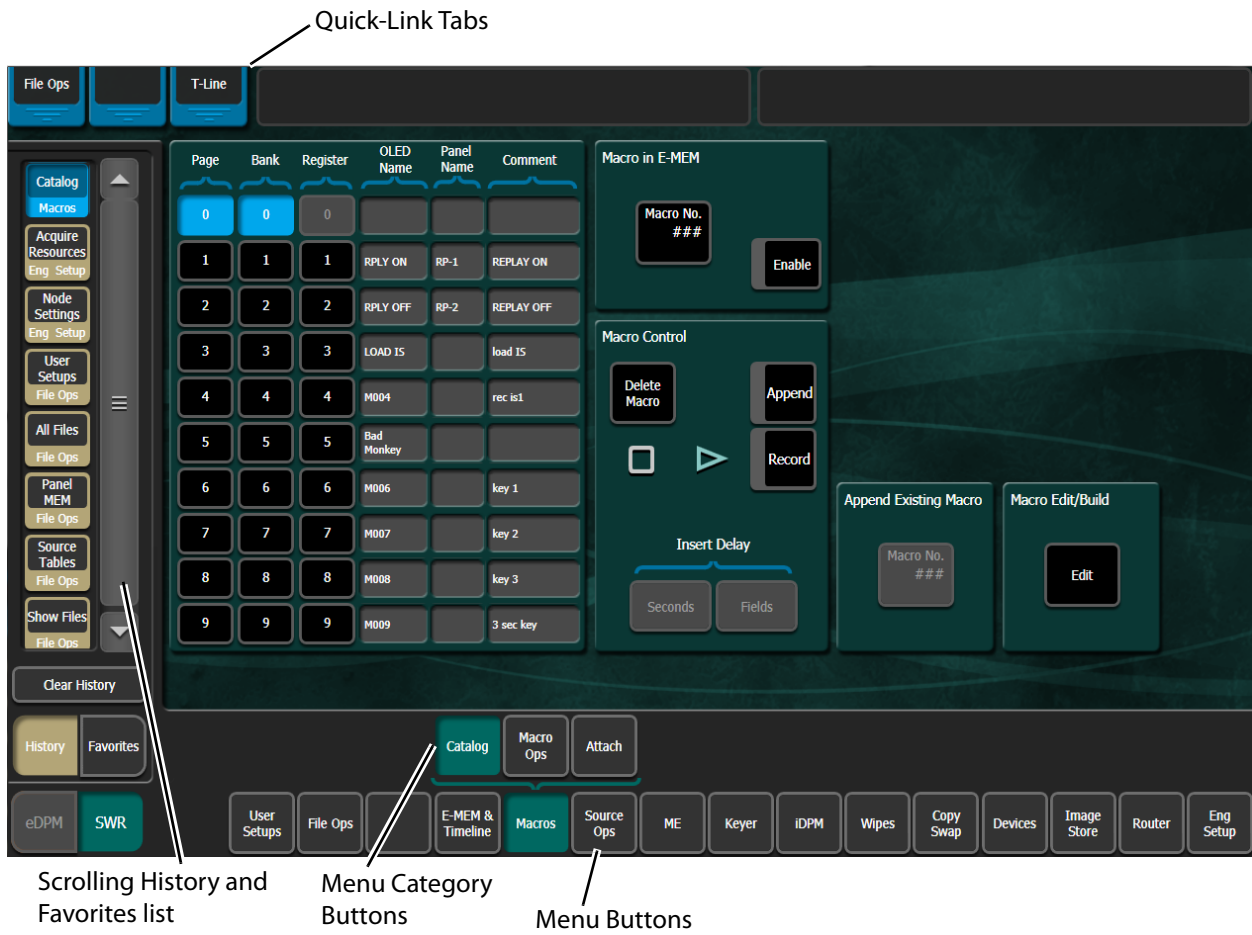 Quick-Link Tabs
File Ops
T-Line
Catalog
Macros
Acquire
Resources
Eng Setup
Node
Settings
Eng Setup
User
Setups
File Ops
All Files
File Ops
Panel
MEM
File Ops
Source
Tables
File Ops
Show Files
File Ops
Clear History
History Favorites
eDPM SWR
Page Bank Register OLED Name Panel Name Comment
0 0 0
1 1 1 RPLY ON RP-1 REPLAY ON
2 2 2 RPLY OFF RP-2 REPLAY OFF
3 3 3 LOAD IS load IS
4 4 4 M004 rec is1
5 5 5 Bad Monkey
6 6 6 M006 key 1
7 7 7 M007 key 2
8 8 8 M008 key 3
9 9 9 M009 3 sec key
Macro in E-MEM
Macro No.
###
Enable
Macro Control
Delete
Macro
Append
Record
Insert Delay
Seconds Fields
Append Existing Macro
Macro No.
###
Macro Edit/Build
Edit
Catalog
Macro
Ops
Attach
User
Setups
File Ops
E-MEM &
Timeline
Macros
Source
Ops
ME
Keyer
iDPM
Wipes
Copy
Swap
Devices
Image
Store
Router
Eng
Setup
Scrolling History and
Favorites list
Menu Category
Buttons
Menu Buttons